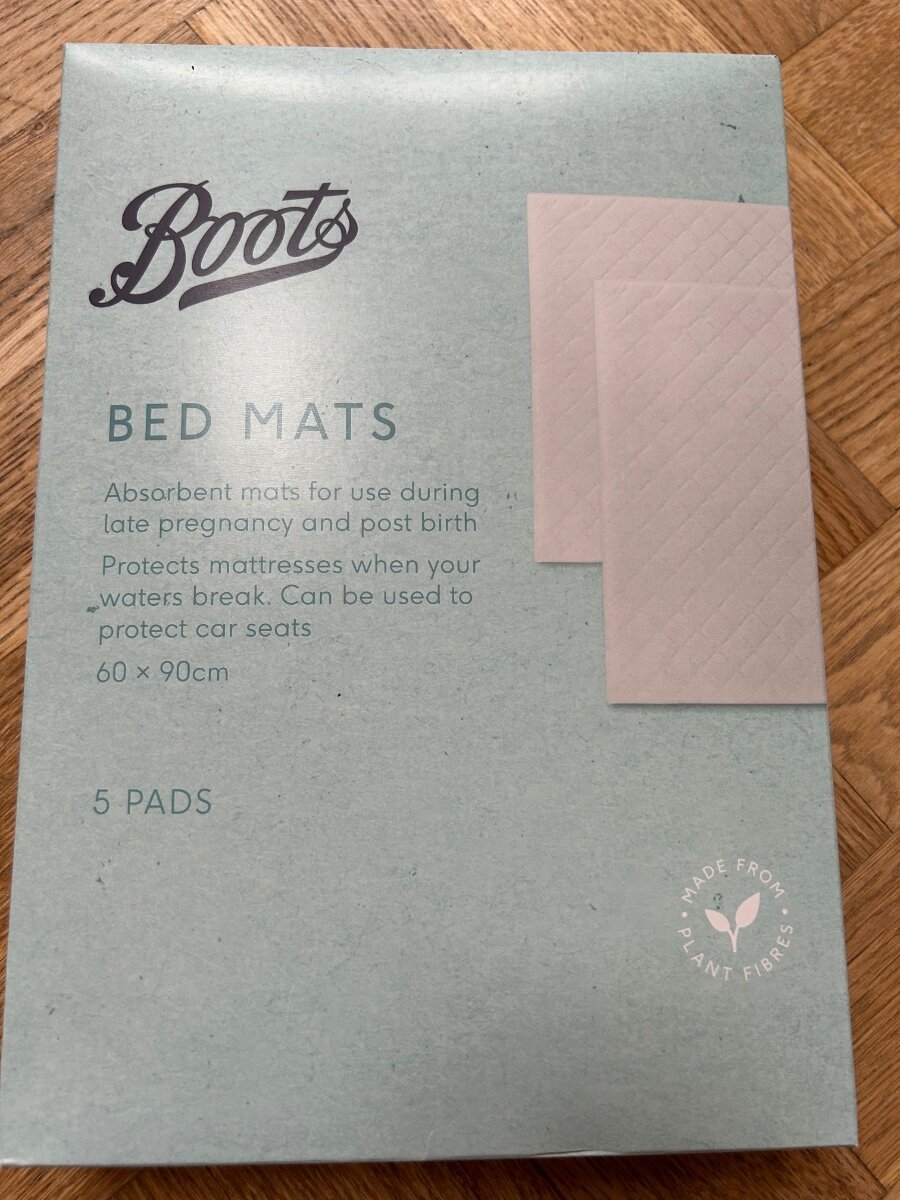 Boots
BED MATS
Absorbent mats for use during
late pregnancy and post birth
Protects mattresses when your
waters break. Can be used to
protect car seats
60 × 90cm
5 PADS
MADE FROM
PLANT FIBRES